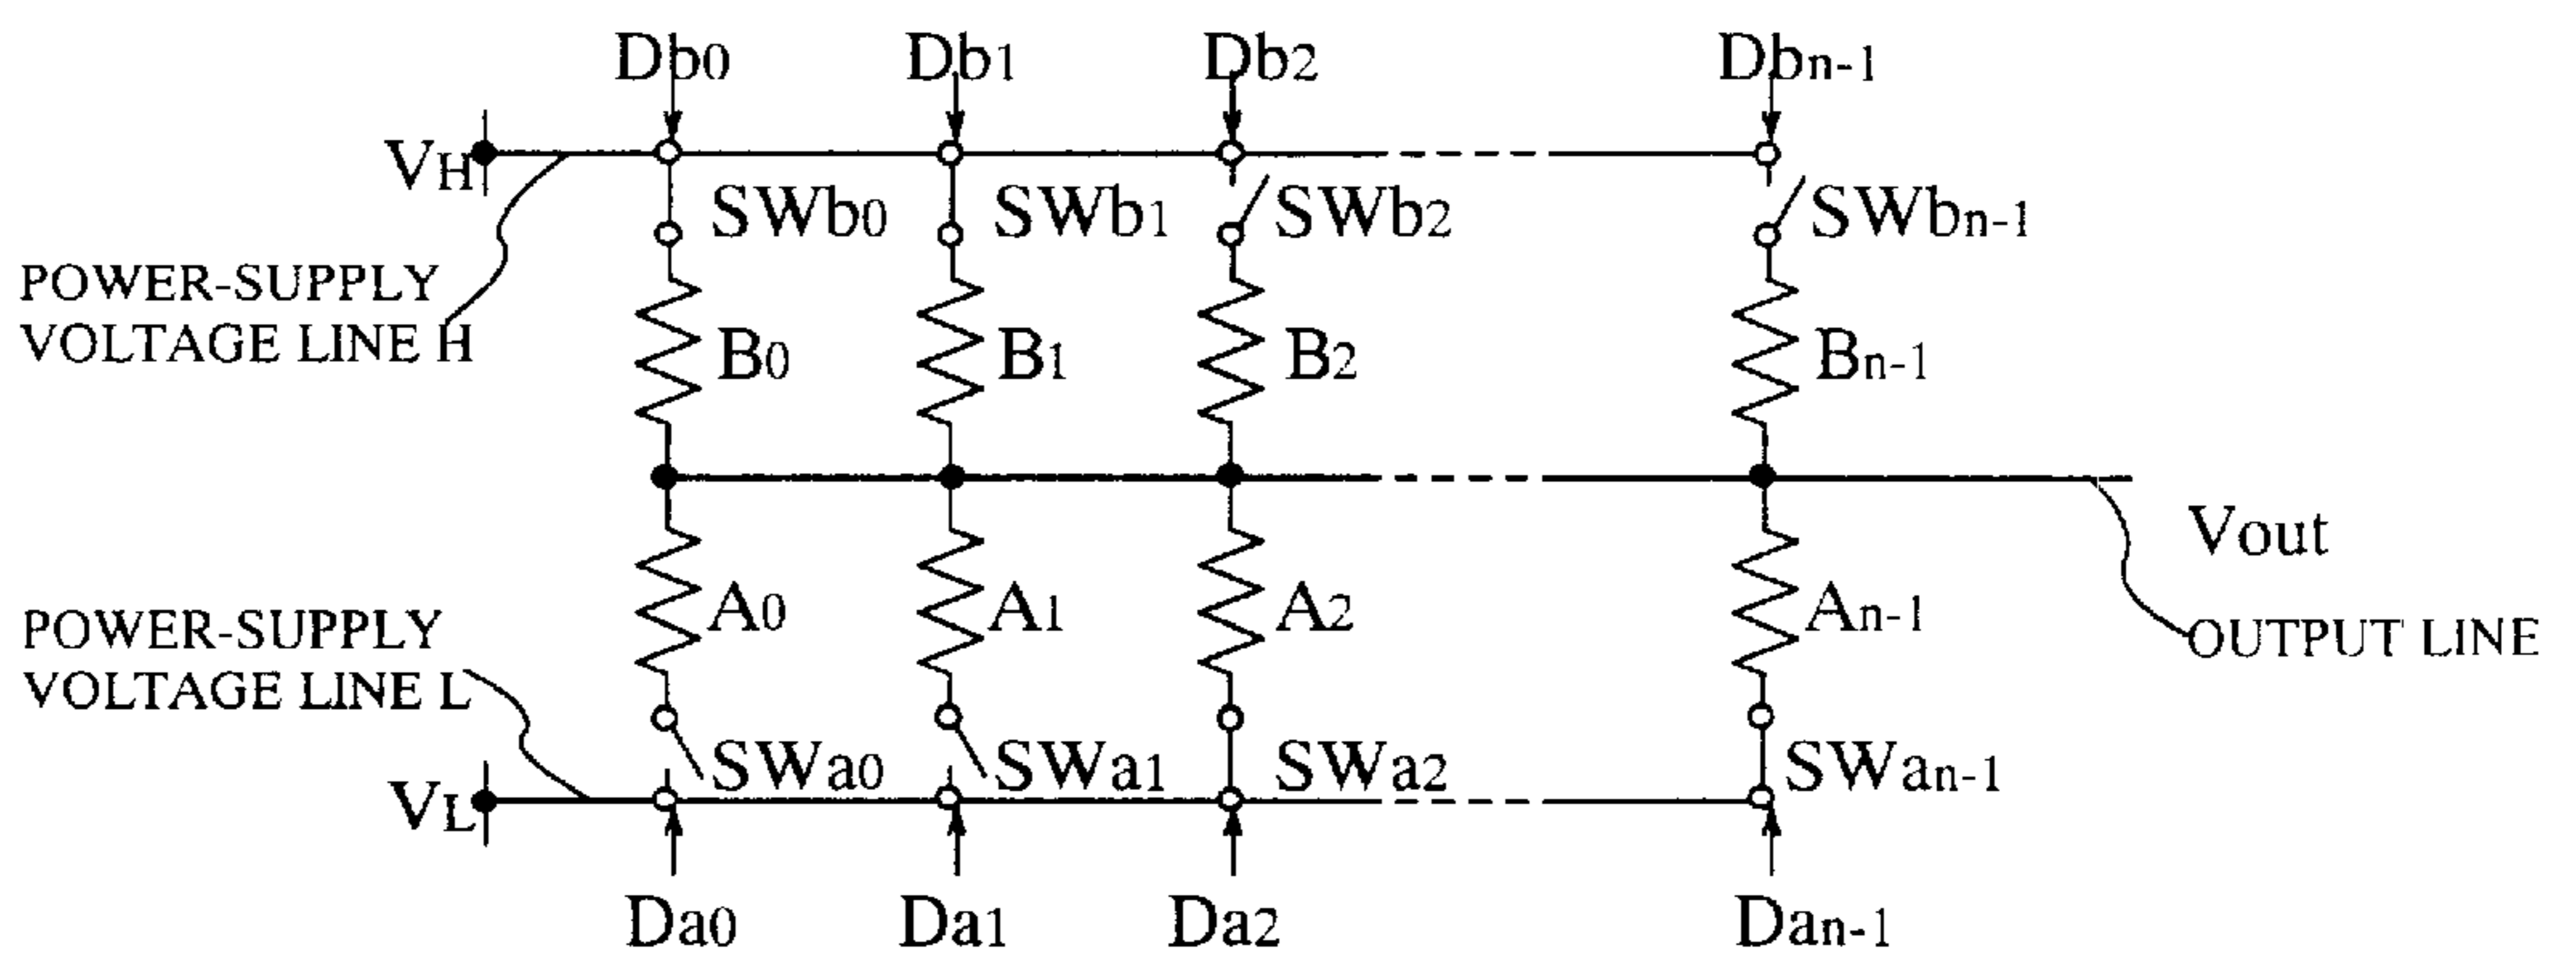 Db0 Db1 Db2 Dbn-1
VH
SWb0 SWb1 SWb2 SWbn-1
POWER-SUPPLY
VOLTAGE LINE H
B0 B1 B2 Bn-1
Vout
A0 A1 A2 An-1
OUTPUT LINE
POWER-SUPPLY
VOLTAGE LINE L
SWa0 SWa1 SWa2 SWan-1
VL
Da0 Da1 Da2 Dan-1